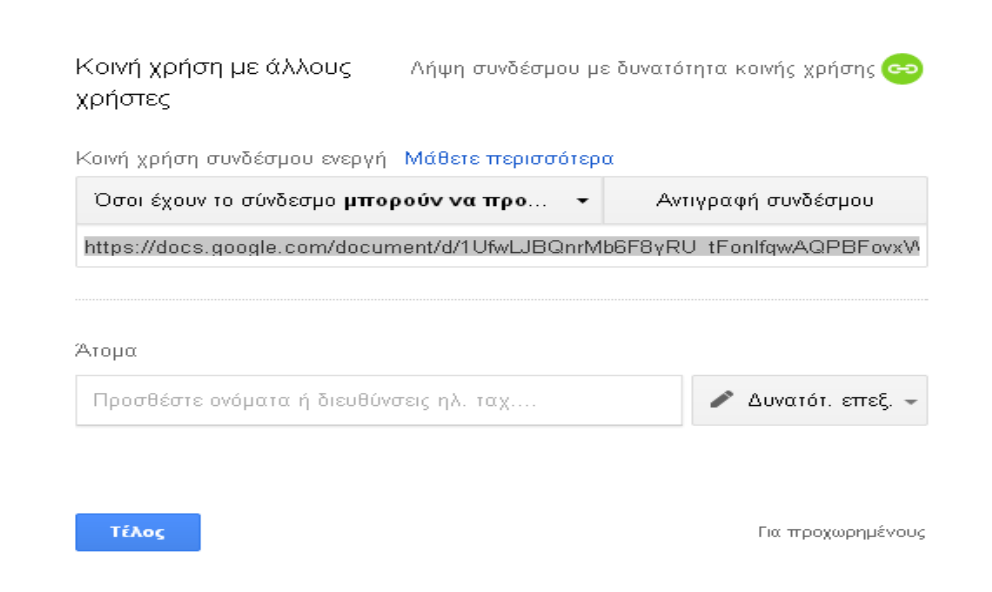 Κοινή χρήση με άλλους
χρήστες
Λήψη συνδέσμου με δυνατότητα κοινής χρήσης
Κοινή χρήση συνδέσμου ενεργή Μάθετε περισσότερα
Όσοι έχουν το σύνδεσμο μπορούν να προ...
Αντιγραφή συνδέσμου
https://docs.google.com/document/d/1UfwLJBQnrMb6F8yRU_tFonIfqwAQPBFovxV
Άτομα
Προσθέστε ονόματα ή διευθύνσεις ηλ. ταχ....
Δυνατότ. επεξ.
Τέλος
Για προχωρημένους